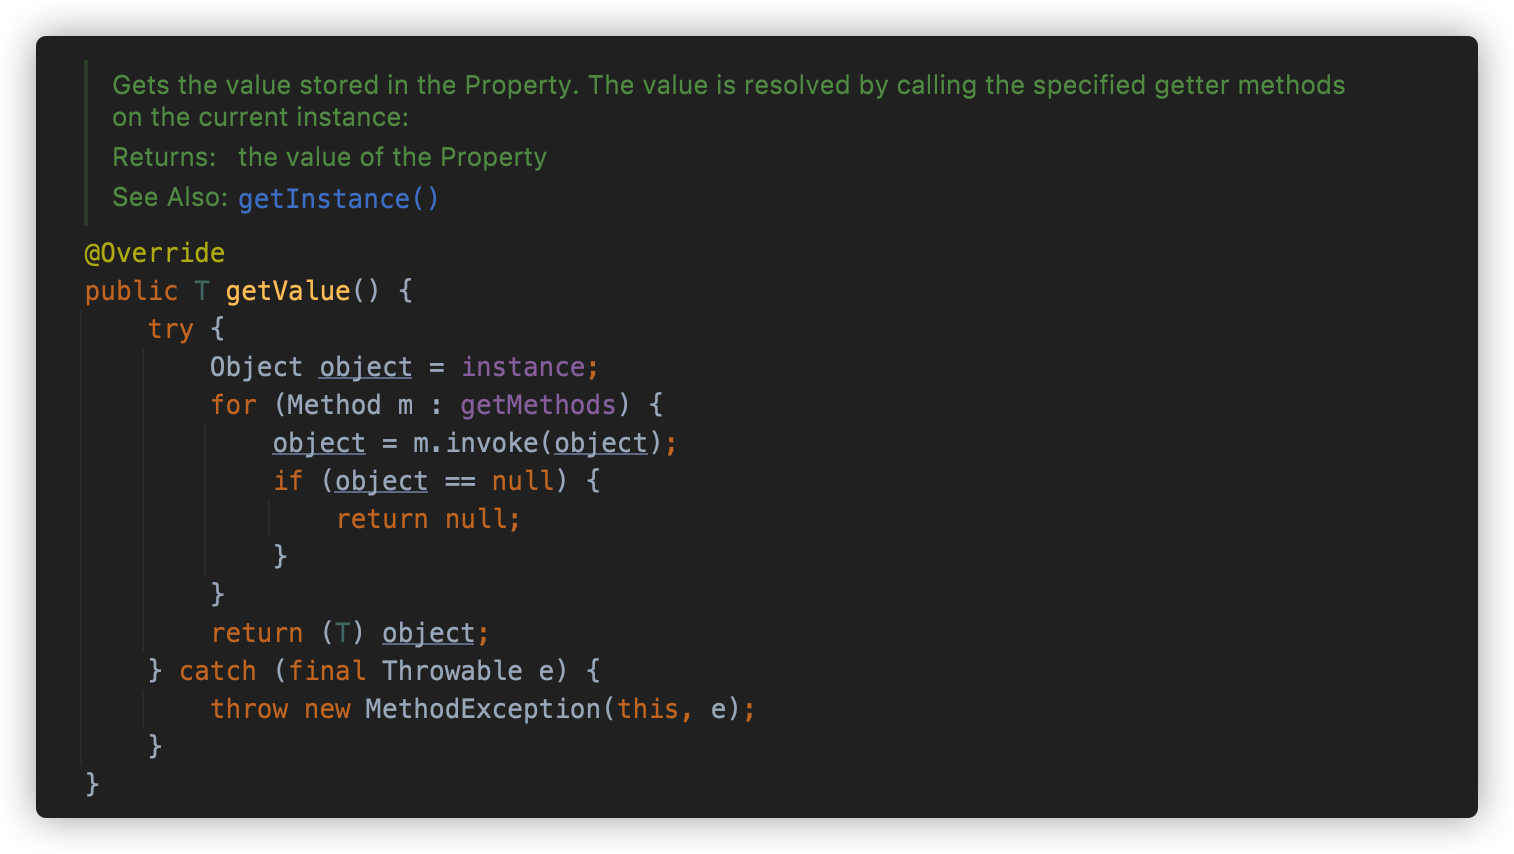 Gets the value stored in the Property. The value is resolved by calling the specified getter methods
on the current instance:
Returns: the value of the Property
See Also: getInstance()
@Override
public T getValue() {
    try {
        Object object = instance;
        for (Method m : getMethods) {
            object = m.invoke(object);
            if (object == null) {
                return null;
            }
        }
        return (T) object;
    } catch (final Throwable e) {
        throw new MethodException(this, e);
    }
}